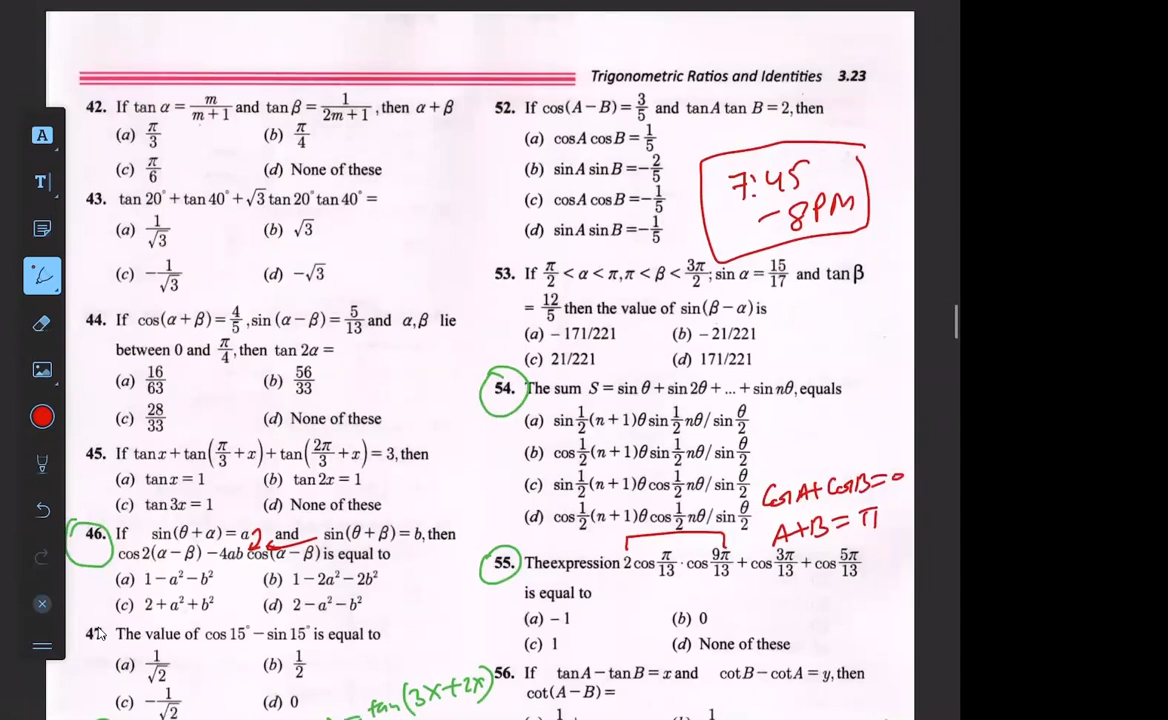 Trigonometric Ratios and Identities 3.23
42. If tan α = m/(m+1) and tan β = 1/(2m+1), then α+β
(a) π/3 (b) π/4
(c) π/6 (d) None of these
43. tan 20° + tan 40° + √3 tan 20° tan 40° =
(a) 1/√3 (b) √3
(c) −1/√3 (d) −√3
44. If cos(α+β) = 4/5, sin(α−β) = 5/13 and α,β lie
between 0 and π/4, then tan 2α =
(a) 16/63 (b) 56/33
(c) 28/33 (d) None of these
45. If tan x + tan(π/3 + x) + tan(2π/3 + x) = 3, then
(a) tan x = 1 (b) tan 2x = 1
(c) tan 3x = 1 (d) None of these
46. If sin(θ+α) = a and sin(θ+β) = b, then
2
cos2(α−β) −4ab cos(α−β) is equal to
(a) 1−a²−b² (b) 1−2a²−2b²
(c) 2+a²+b² (d) 2−a²−b²
47. The value of cos 15° − sin 15° is equal to
(a) 1/√2 (b) 1/2
(c) −1/√2 (d) 0
tan(3x+2x)
52. If cos(A−B) = 3/5 and tan A tan B = 2, then
(a) cos A cos B = 1/5
(b) sin A sin B = −2/5
(c) cos A cos B = −1/5
(d) sin A sin B = −1/5
7:45
−8PM
53. If π/2 < α < π, π < β < 3π/2; sin α = 15/17 and tan β
= 12/5 then the value of sin(β−α) is
(a) −171/221 (b) −21/221
(c) 21/221 (d) 171/221
54. The sum S = sin θ + sin 2θ + ... + sin nθ, equals
(a) sin 1/2(n+1)θ sin 1/2 nθ / sin θ/2
(b) cos 1/2(n+1)θ sin 1/2 nθ / sin θ/2
(c) sin 1/2(n+1)θ cos 1/2 nθ / sin θ/2
(d) cos 1/2(n+1)θ cos 1/2 nθ / sin θ/2
CosA+CosB=0
A+B=π
55. The expression 2 cos π/13 · cos 9π/13 + cos 3π/13 + cos 5π/13
is equal to
(a) −1 (b) 0
(c) 1 (d) None of these
56. If tan A − tan B = x and cot B − cot A = y, then
cot(A−B) =